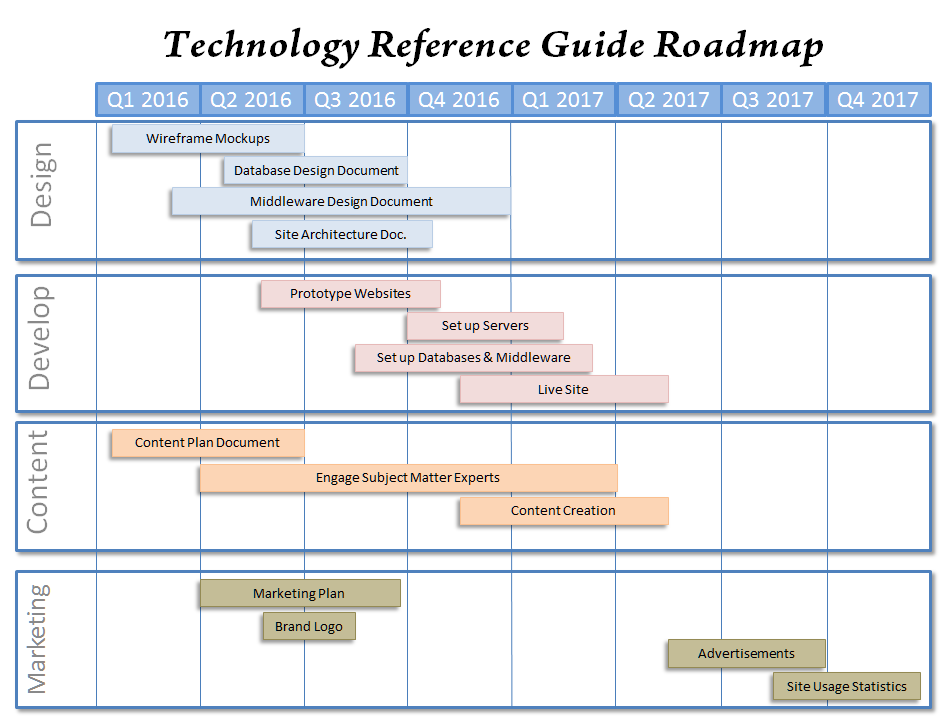 Technology Reference Guide Roadmap
Q1 2016 Q2 2016 Q3 2016 Q4 2016 Q1 2017 Q2 2017 Q3 2017 Q4 2017
Design
Wireframe Mockups
Database Design Document
Middleware Design Document
Site Architecture Doc.
Develop
Prototype Websites
Set up Servers
Set up Databases & Middleware
Live Site
Content
Content Plan Document
Engage Subject Matter Experts
Content Creation
Marketing
Marketing Plan
Brand Logo
Advertisements
Site Usage Statistics